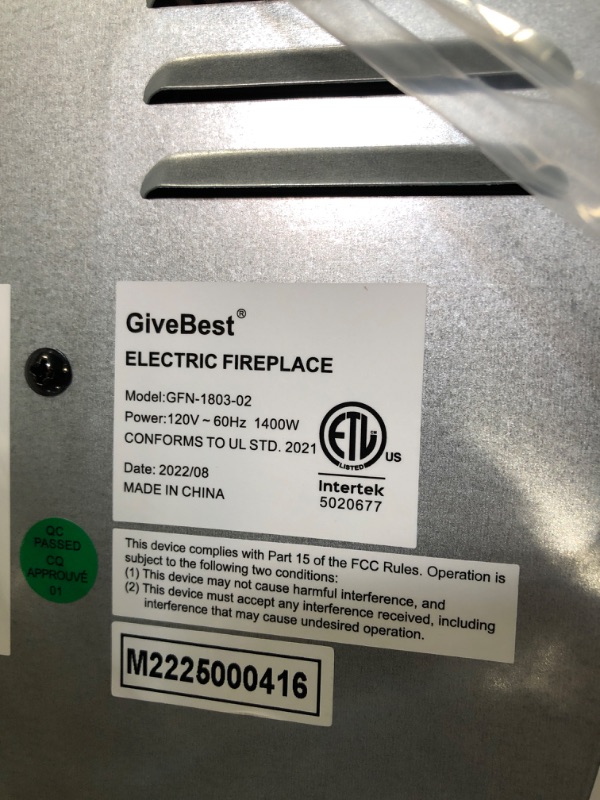 GiveBest®
ELECTRIC FIREPLACE
Model:GFN-1803-02
Power:120V ~ 60Hz 1400W
CONFORMS TO UL STD. 2021
Date: 2022/08
MADE IN CHINA
ETL
CM
LISTED
US
Intertek
5020677
QC
PASSED
CQ
APPROUVÉ
01
This device complies with Part 15 of the FCC Rules. Operation is
subject to the following two conditions:
(1) This device may not cause harmful interference, and
(2) This device must accept any interference received, including
interference that may cause undesired operation.
M2225000416